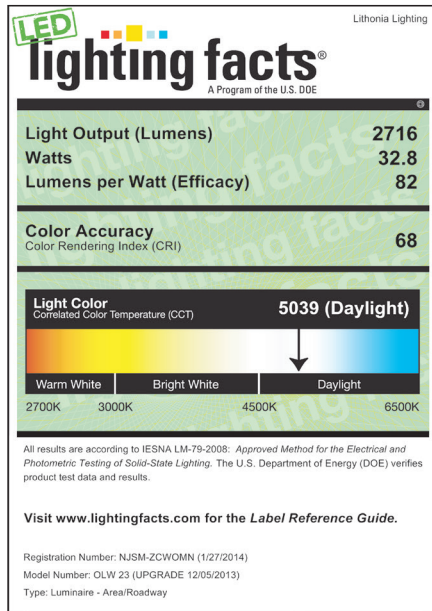 Lithonia Lighting
LED
lighting facts®
A Program of the U.S. DOE
Light Output (Lumens) 2716
Watts 32.8
Lumens per Watt (Efficacy) 82
Color Accuracy
Color Rendering Index (CRI) 68
Light Color
Correlated Color Temperature (CCT) 5039 (Daylight)
Warm White Bright White Daylight
2700K 3000K 4500K 6500K
All results are according to IESNA LM-79-2008: Approved Method for the Electrical and
Photometric Testing of Solid-State Lighting. The U.S. Department of Energy (DOE) verifies
product test data and results.
Visit www.lightingfacts.com for the Label Reference Guide.
Registration Number: NJSM-ZCWOMN (1/27/2014)
Model Number: OLW 23 (UPGRADE 12/05/2013)
Type: Luminaire - Area/Roadway